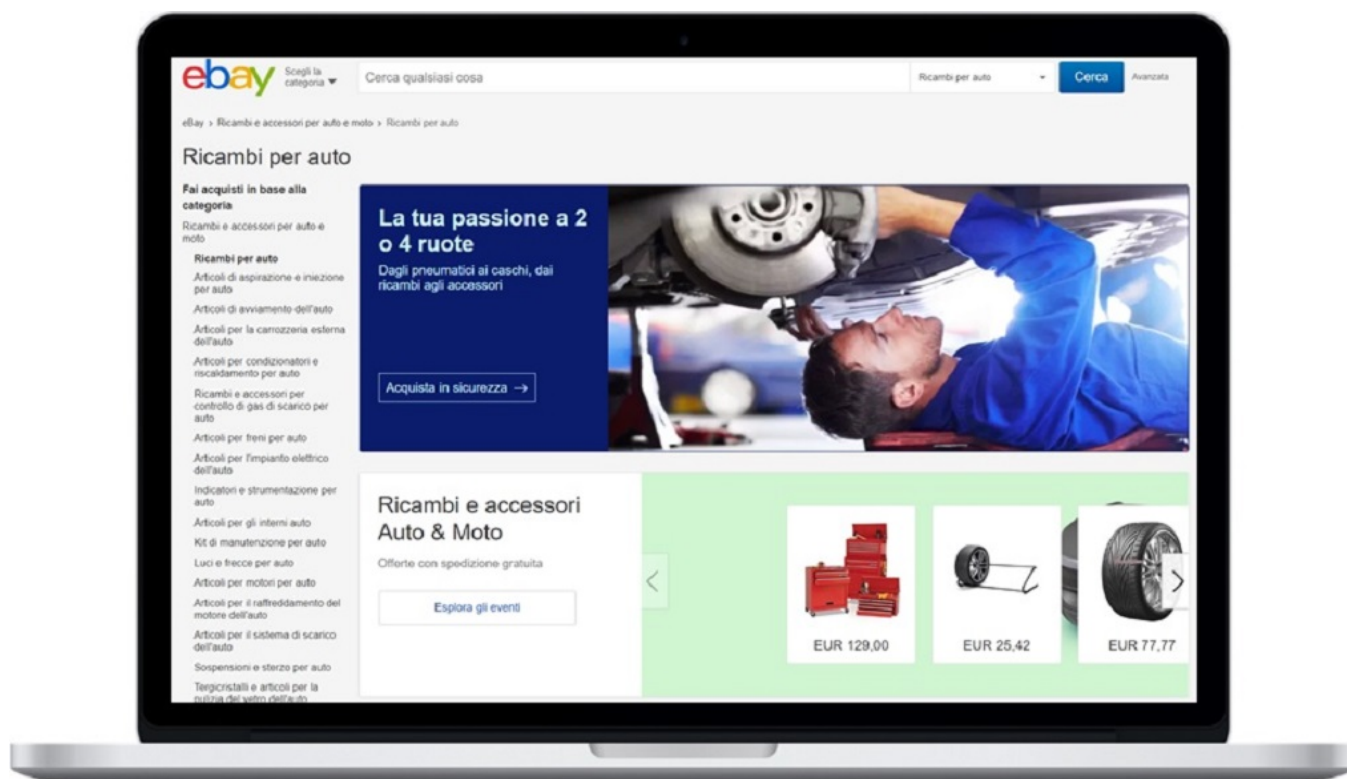 ebay
Scegli la
categoria
Cerca qualsiasi cosa
Ricambi per auto
Cerca
Avanzata
eBay > Ricambi e accessori per auto e moto > Ricambi per auto
Ricambi per auto
Fai acquisti in base alla
categoria
Ricambi e accessori per auto e
moto
Ricambi per auto
Articoli di aspirazione e iniezione
per auto
Articoli di avviamento dell'auto
Articoli per la carrozzeria esterna
dell'auto
Articoli per condizionatori e
riscaldamento per auto
Ricambi e accessori per
controllo di gas di scarico per
auto
Articoli per freni per auto
Articoli per l'impianto elettrico
dell'auto
Indicatori e strumentazione per
auto
Articoli per gli interni auto
Kit di manutenzione per auto
Luci e frecce per auto
Articoli per motori per auto
Articoli per il raffreddamento del
motore dell'auto
Articoli per il sistema di scarico
dell'auto
Sospensioni e sterzo per auto
Tergicristalli e articoli per la
pulizia del vetro dell'auto
La tua passione a 2
o 4 ruote
Dagli pneumatici ai caschi, dai
ricambi agli accessori
Acquista in sicurezza →
Ricambi e accessori
Auto & Moto
Offerte con spedizione gratuita
Esplora gli eventi
EUR 129,00
EUR 25,42
EUR 77,77